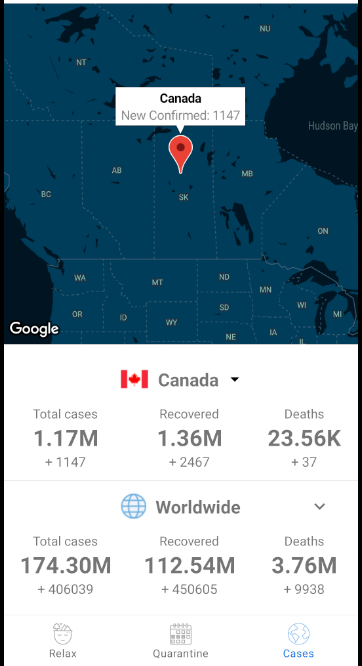 NU
NT
Canada
New Confirmed: 1147
Hudson Bay
AB
MB
BC
SK
ON
WA
MT
ND
MN
OR
ID
SD
WI
MI
WY
NE
IA
IL
Google
Canada
Total cases Recovered Deaths
1.17M 1.36M 23.56K
+ 1147 + 2467 + 37
Worldwide
Total cases Recovered Deaths
174.30M 112.54M 3.76M
+ 406039 + 450605 + 9938
Relax Quarantine Cases